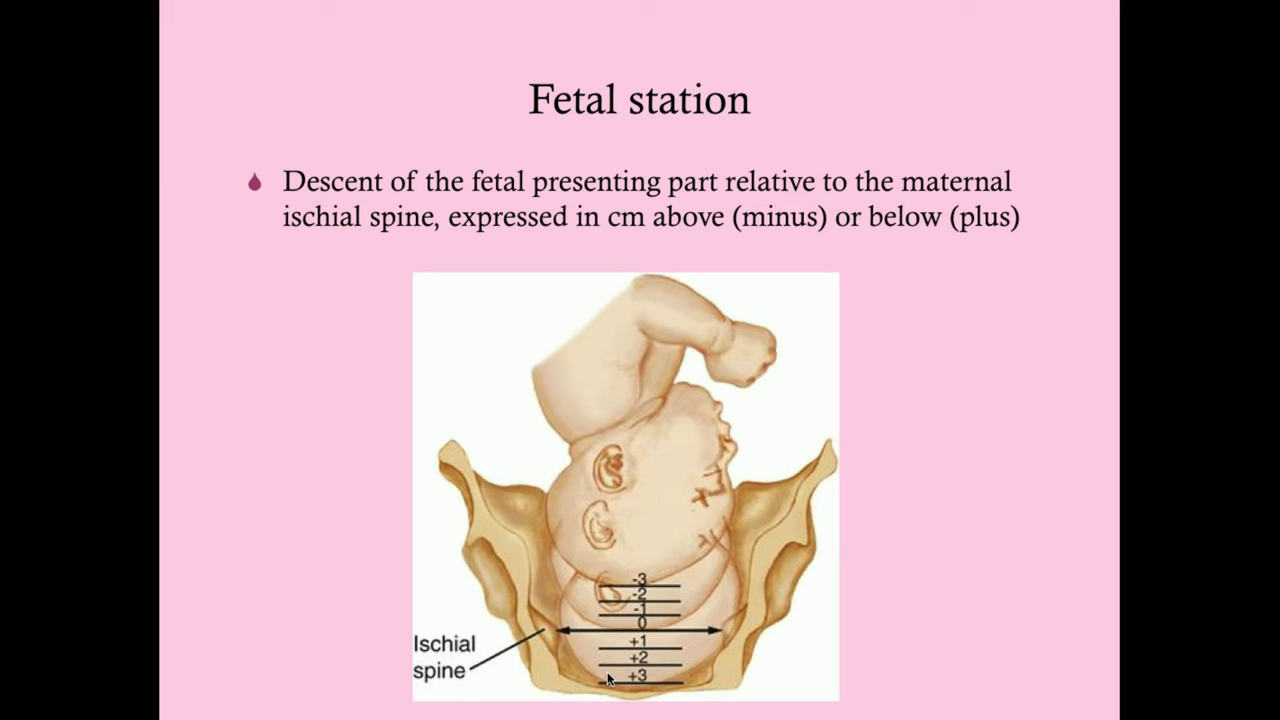 Fetal station
Descent of the fetal presenting part relative to the maternal
ischial spine, expressed in cm above (minus) or below (plus)
-3
-2
-1
0
+1
+2
+3
Ischial
spine